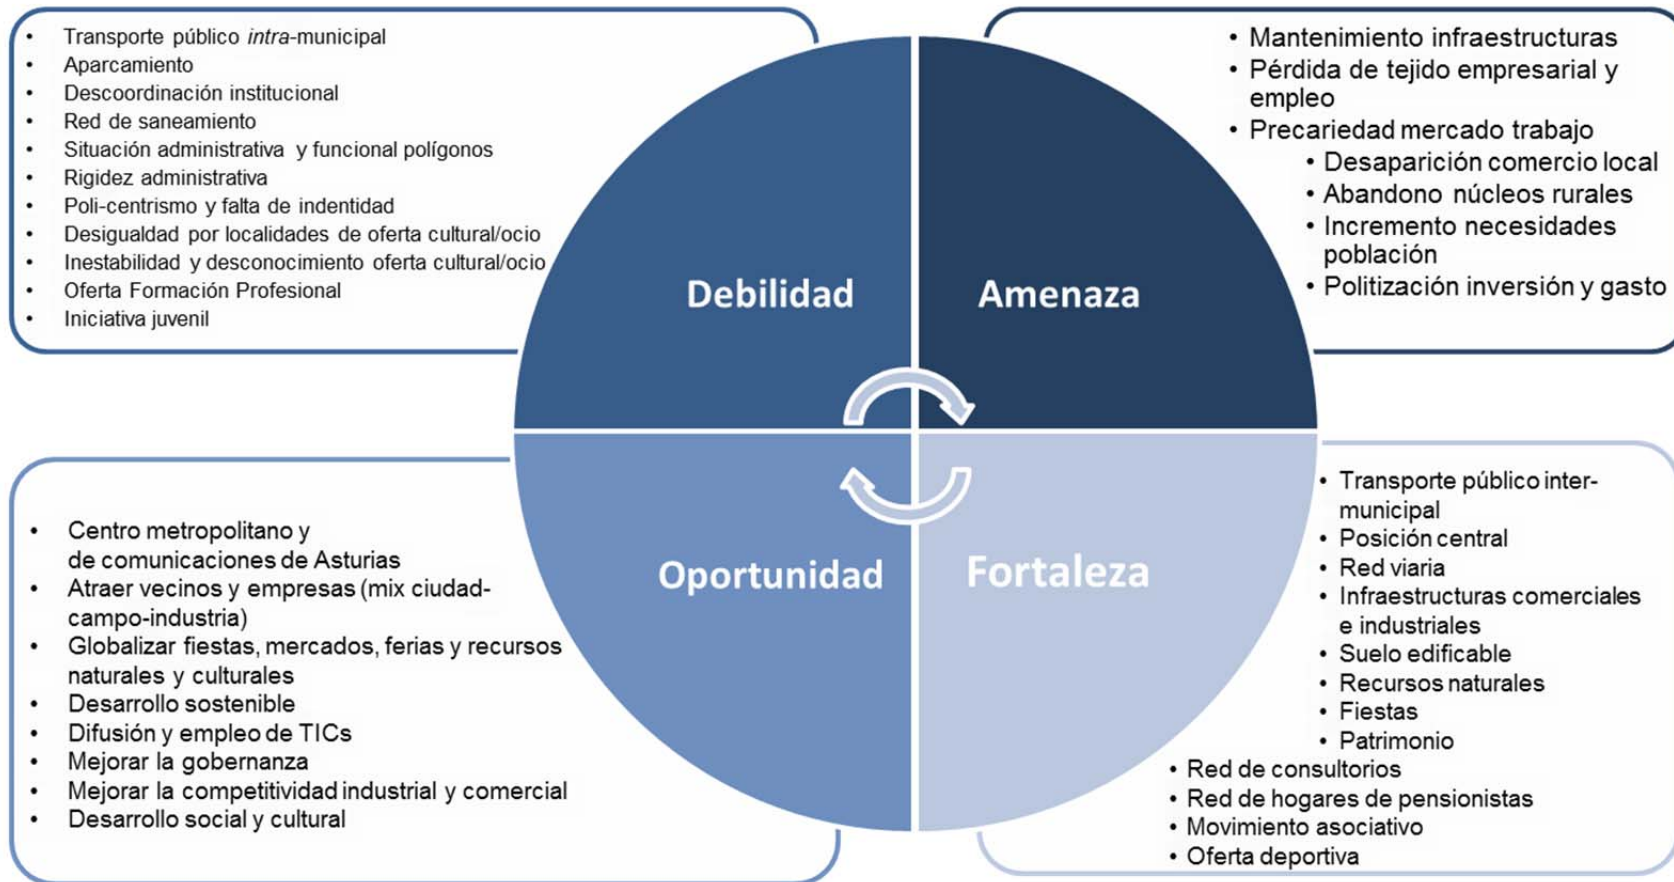 • Transporte público intra-municipal
• Aparcamiento
• Descoordinación institucional
• Red de saneamiento
• Situación administrativa y funcional polígonos
• Rigidez administrativa
• Poli-centrismo y falta de indentidad
• Desigualdad por localidades de oferta cultural/ocio
• Inestabilidad y desconocimiento oferta cultural/ocio
• Oferta Formación Profesional
• Iniciativa juvenil
Debilidad
• Mantenimiento infraestructuras
• Pérdida de tejido empresarial y
empleo
• Precariedad mercado trabajo
• Desaparición comercio local
• Abandono núcleos rurales
• Incremento necesidades
población
• Politización inversión y gasto
Amenaza
• Centro metropolitano y
de comunicaciones de Asturias
• Atraer vecinos y empresas (mix ciudad-
campo-industria)
• Globalizar fiestas, mercados, ferias y recursos
naturales y culturales
• Desarrollo sostenible
• Difusión y empleo de TICs
• Mejorar la gobernanza
• Mejorar la competitividad industrial y comercial
• Desarrollo social y cultural
Oportunidad
Fortaleza
• Transporte público inter-
municipal
• Posición central
• Red viaria
• Infraestructuras comerciales
e industriales
• Suelo edificable
• Recursos naturales
• Fiestas
• Patrimonio
• Red de consultorios
• Red de hogares de pensionistas
• Movimiento asociativo
• Oferta deportiva